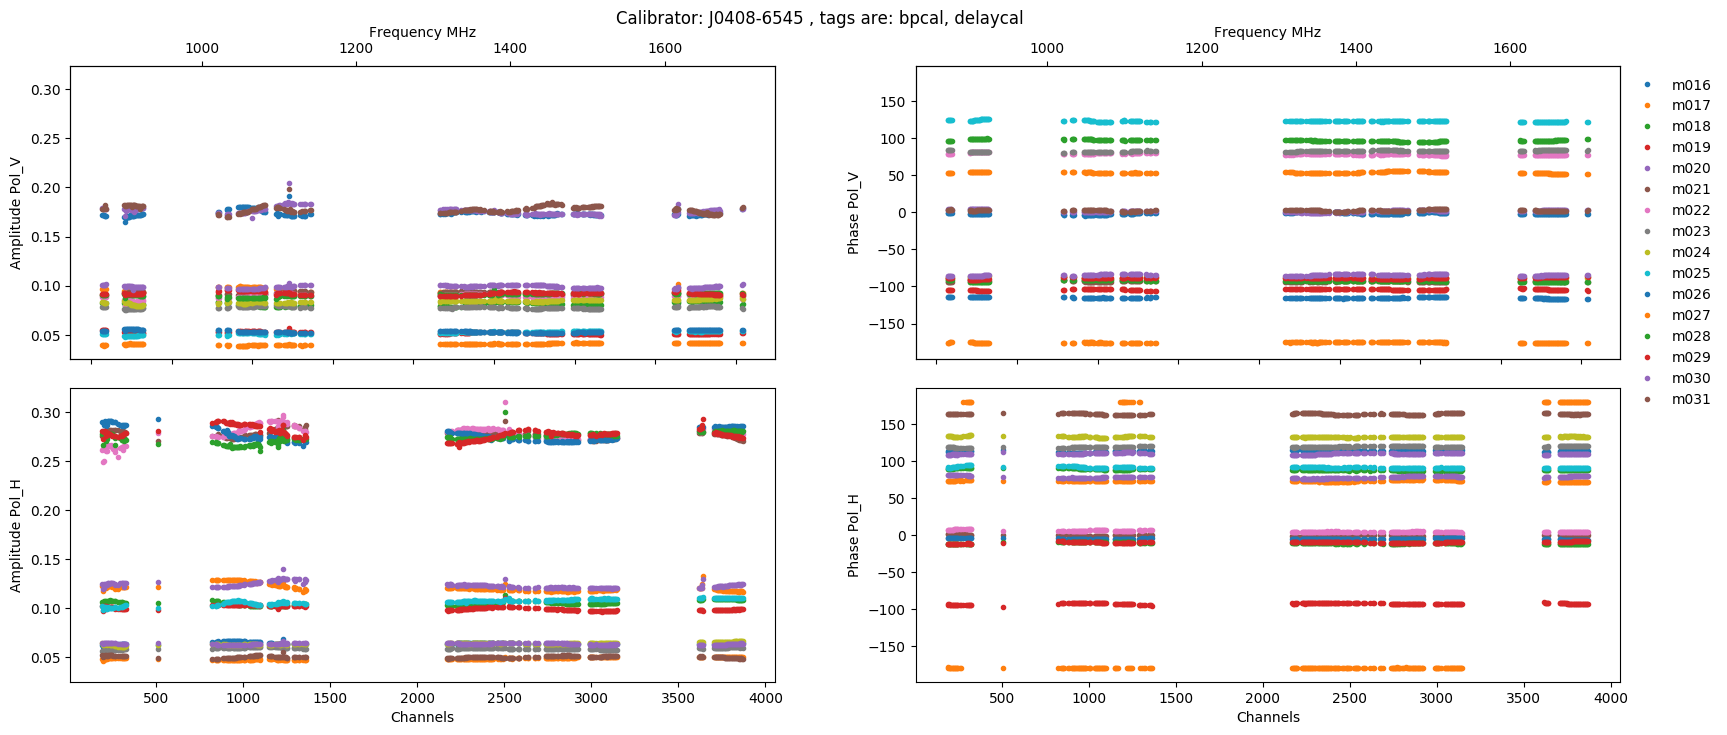 Calibrator: J0408-6545 , tags are: bpcal, delaycal
Frequency MHz
Frequency MHz
1000 1200 1400 1600
1000 1200 1400 1600
Amplitude Pol_V
0.30
0.25
0.20
0.15
0.10
0.05
Phase Pol_V
150
100
50
0
−50
−100
−150
m016
m017
m018
m019
m020
m021
m022
m023
m024
m025
m026
m027
m028
m029
m030
m031
Amplitude Pol_H
0.30
0.25
0.20
0.15
0.10
0.05
500 1000 1500 2000 2500 3000 3500 4000
Channels
Phase Pol_H
150
100
50
0
−50
−100
−150
500 1000 1500 2000 2500 3000 3500 4000
Channels